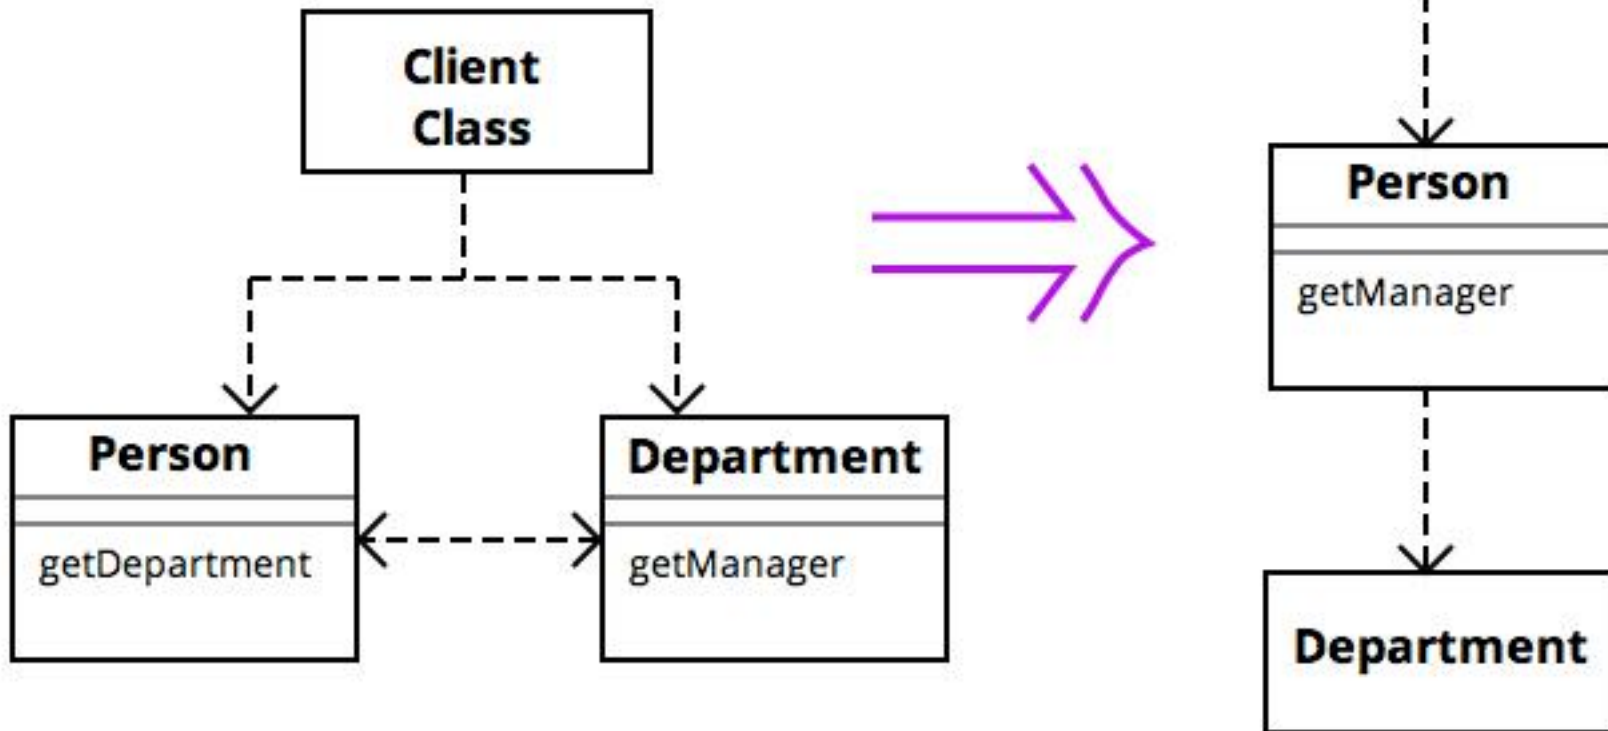 Client
Class
Person
getDepartment
Department
getManager
Person
getManager
Department